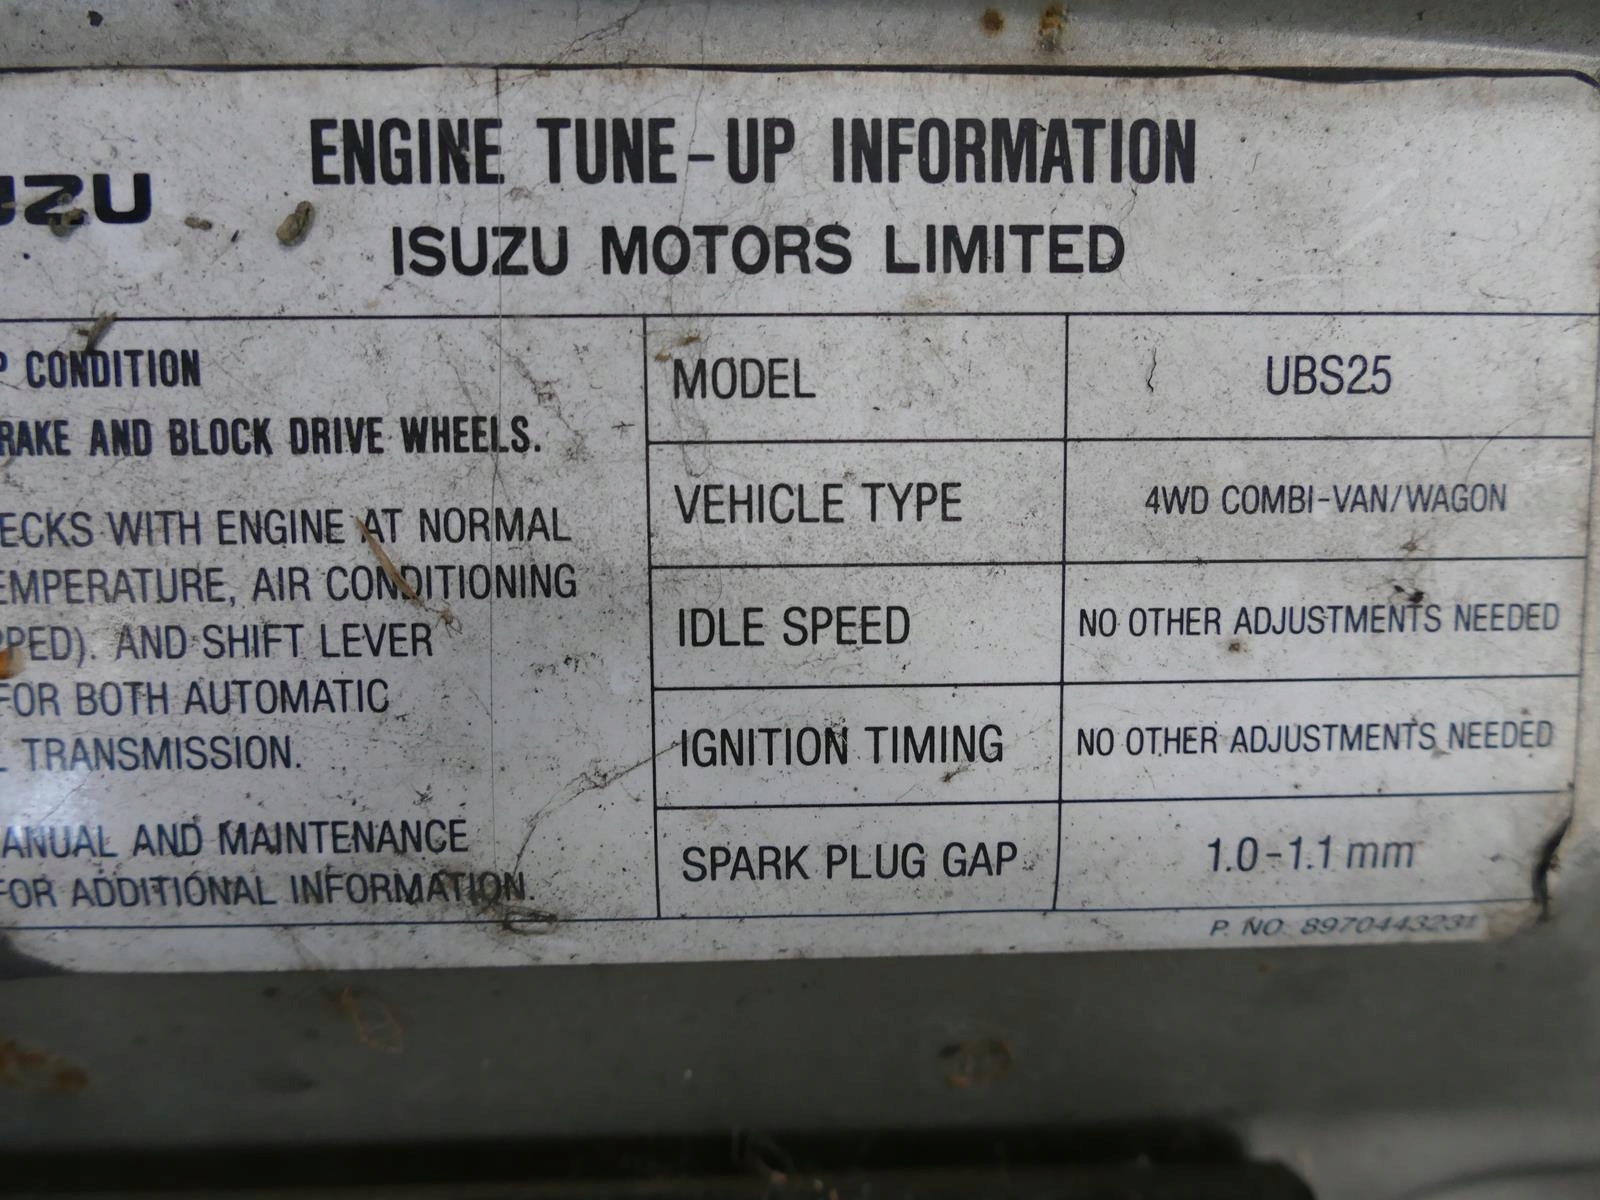 UZU
ENGINE TUNE-UP INFORMATION
ISUZU MOTORS LIMITED
P CONDITION
RAKE AND BLOCK DRIVE WHEELS.
ECKS WITH ENGINE AT NORMAL
EMPERATURE, AIR CONDITIONING
PPED). AND SHIFT LEVER
FOR BOTH AUTOMATIC
L TRANSMISSION.
ANUAL AND MAINTENANCE
FOR ADDITIONAL INFORMATION.
MODEL UBS25
VEHICLE TYPE 4WD COMBI-VAN/WAGON
IDLE SPEED NO OTHER ADJUSTMENTS NEEDED
IGNITION TIMING NO OTHER ADJUSTMENTS NEEDED
SPARK PLUG GAP 1.0-1.1 mm
P. NO. 8970443231